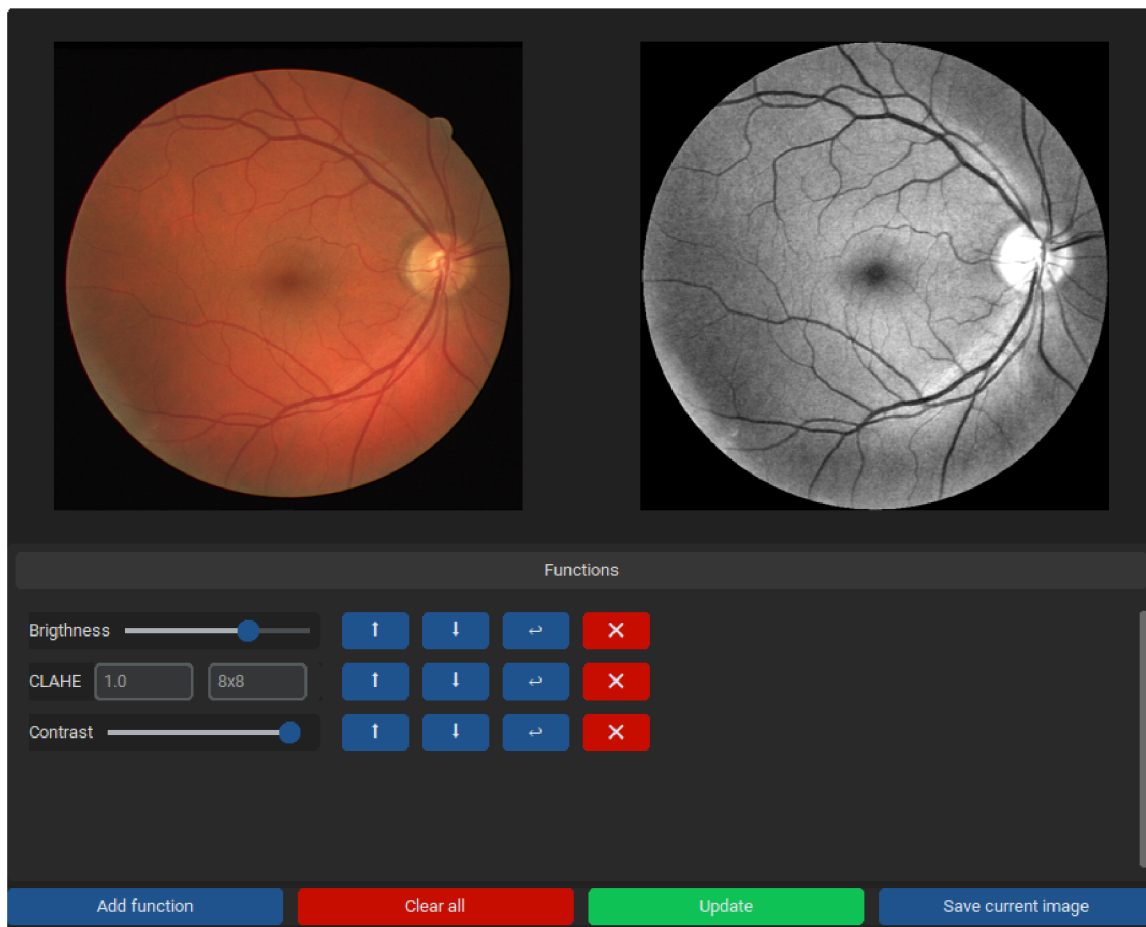 Functions
Brigthness
CLAHE 1.0 8x8
Contrast
Add function Clear all Update Save current image